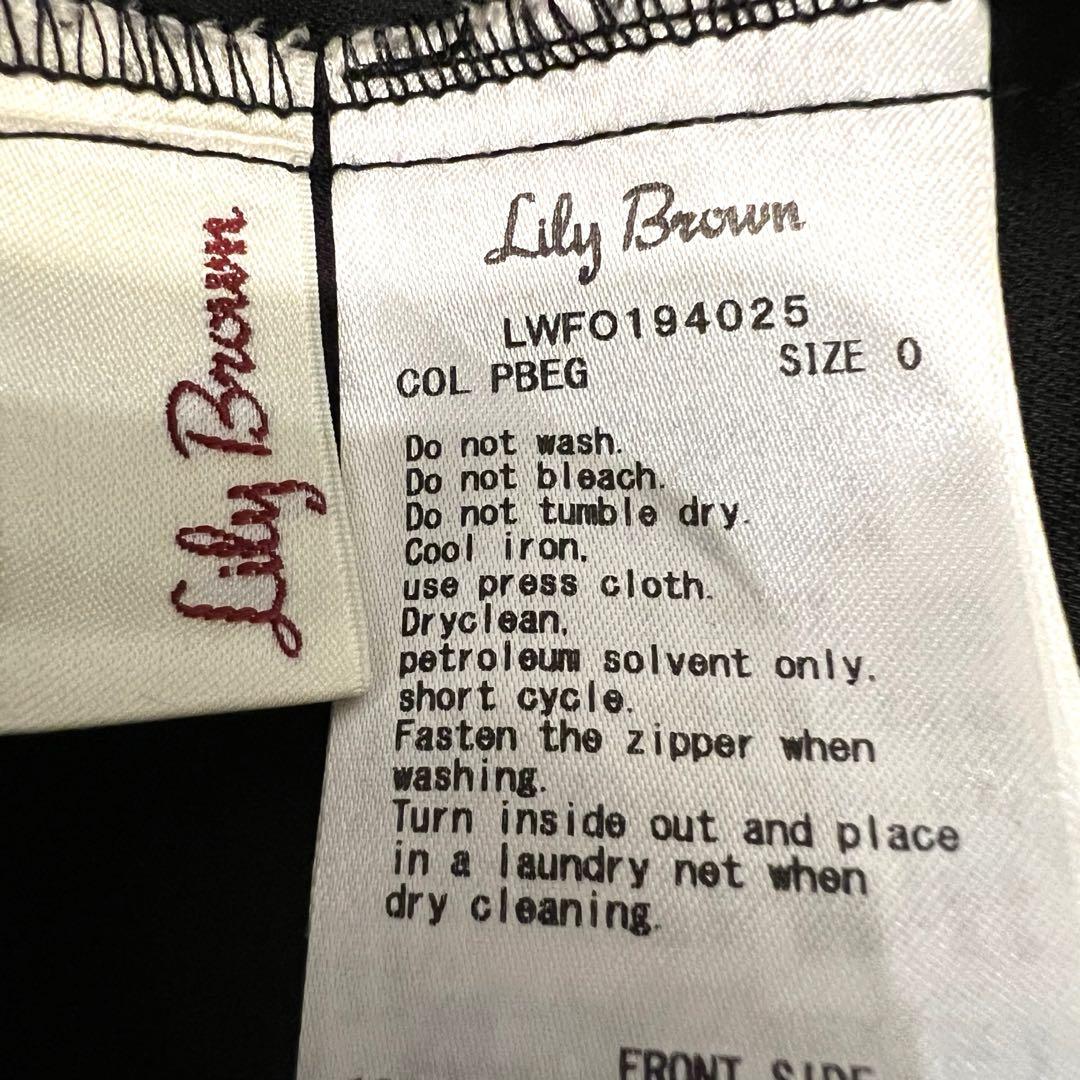 Lily Brown
Lily Brown
LWFO194025
COL PBEG SIZE 0
Do not wash.
Do not bleach.
Do not tumble dry.
Cool iron,
use press cloth.
Dryclean,
petroleum solvent only.
short cycle.
Fasten the zipper when
washing.
Turn inside out and place
in a laundry net when
dry cleaning.
FRONT SIDE